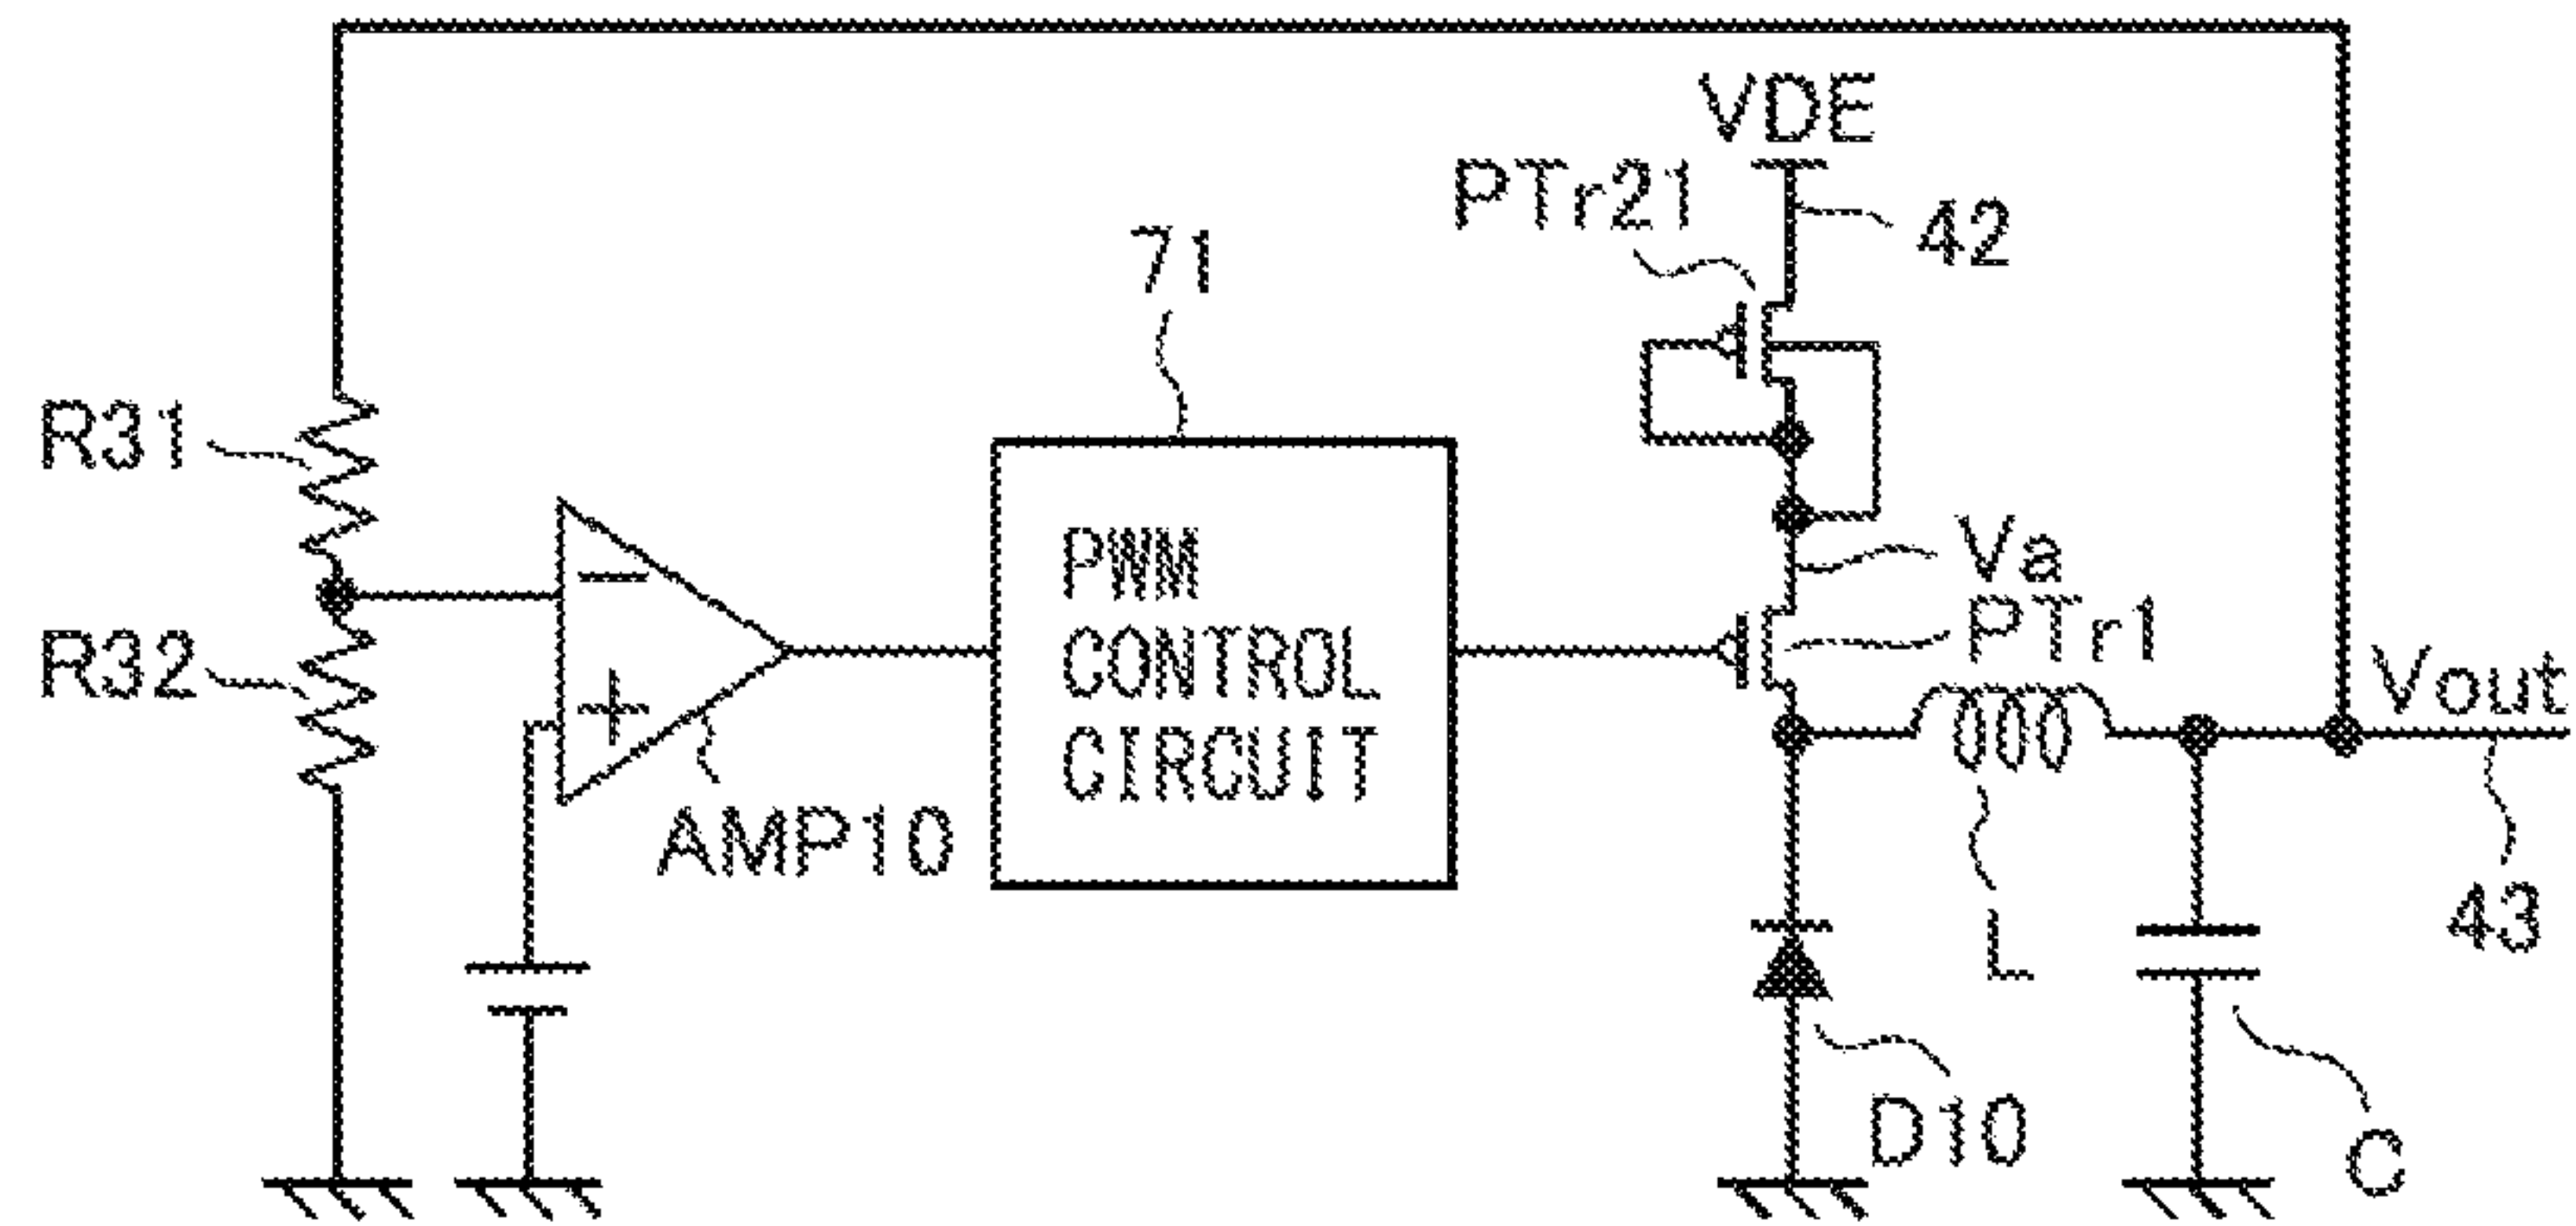 VDE
PTr21
42
71
R31
PWM
CONTROL
CIRCUIT
Va
PTr1
R32
Vout
AMP10
43
L
D10
C